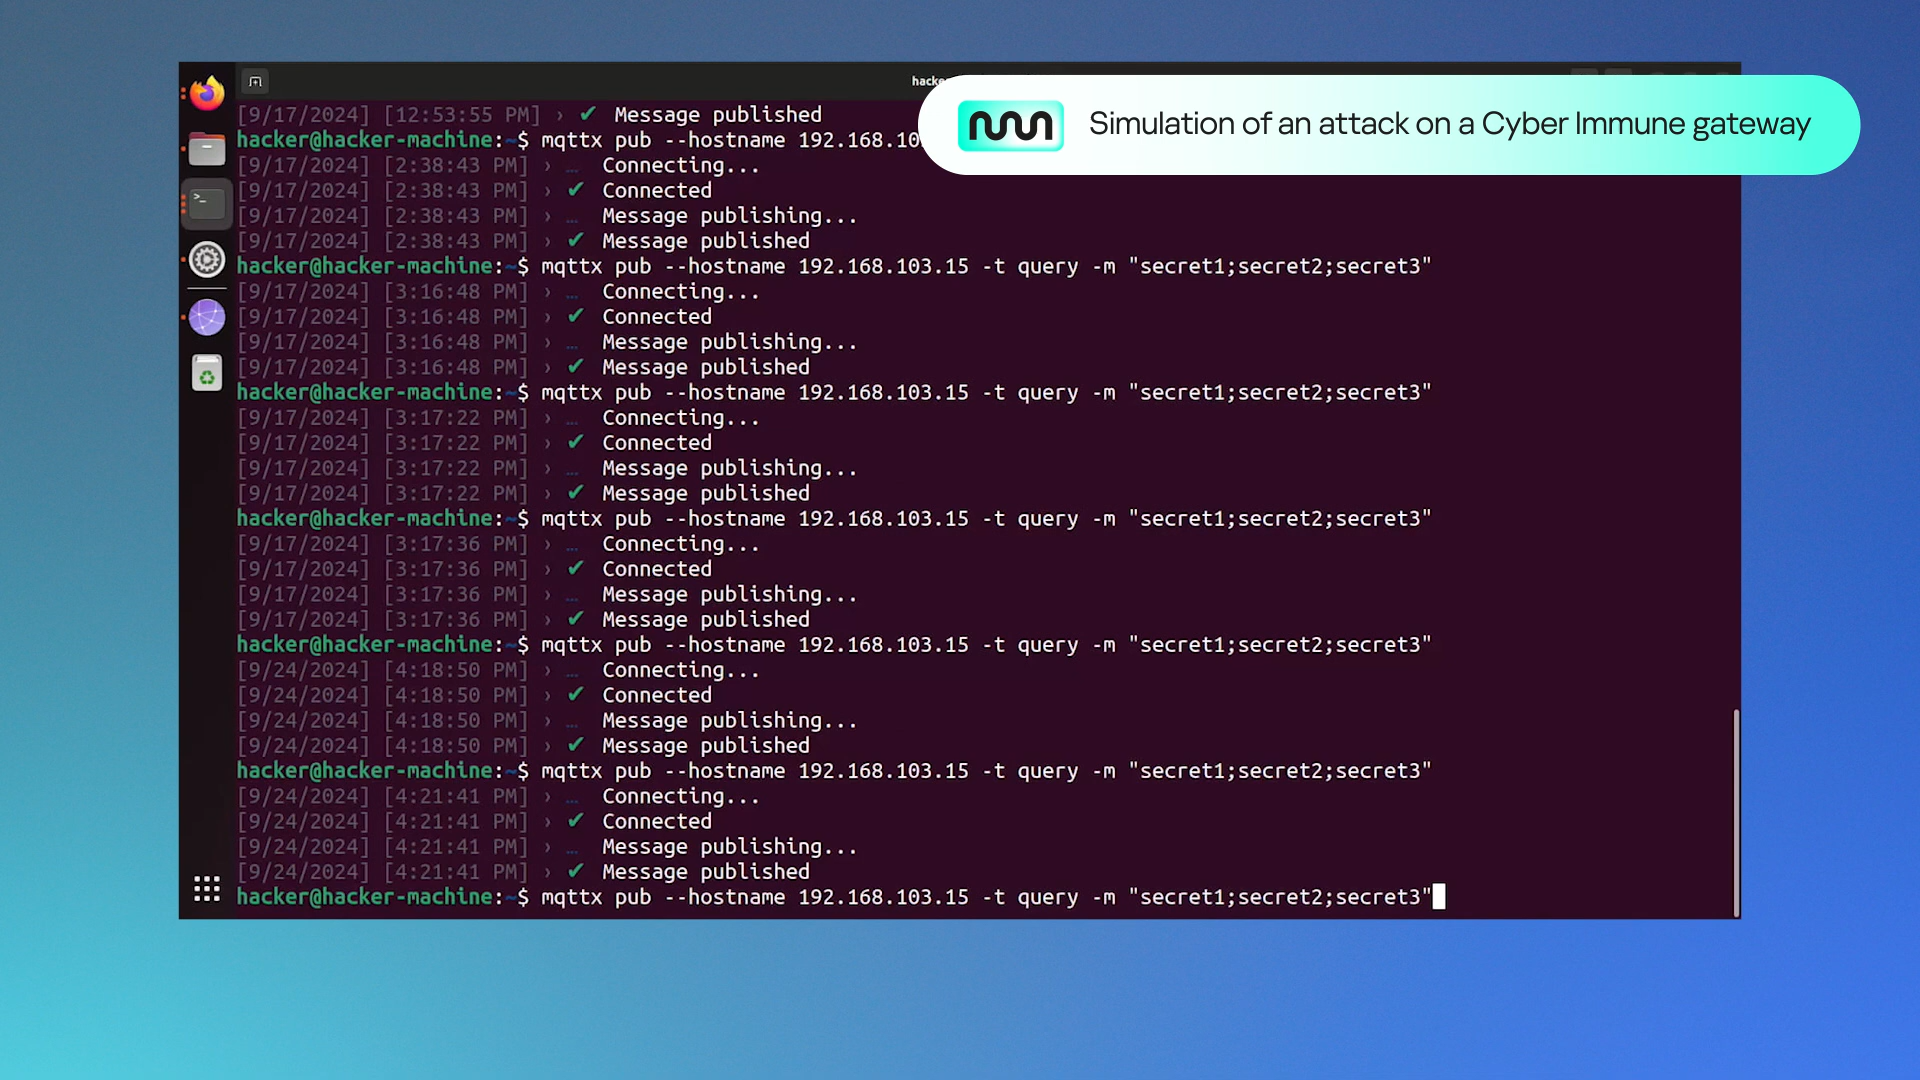 hacke
Simulation of an attack on a Cyber Immune gateway
[9/17/2024] [12:53:55 PM] › ✔ Message published
hacker@hacker-machine:~$ mqttx pub --hostname 192.168.10
[9/17/2024] [2:38:43 PM] › … Connecting...
[9/17/2024] [2:38:43 PM] › ✔ Connected
[9/17/2024] [2:38:43 PM] › … Message publishing...
[9/17/2024] [2:38:43 PM] › ✔ Message published
hacker@hacker-machine:~$ mqttx pub --hostname 192.168.103.15 -t query -m "secret1;secret2;secret3"
[9/17/2024] [3:16:48 PM] › … Connecting...
[9/17/2024] [3:16:48 PM] › ✔ Connected
[9/17/2024] [3:16:48 PM] › … Message publishing...
[9/17/2024] [3:16:48 PM] › ✔ Message published
hacker@hacker-machine:~$ mqttx pub --hostname 192.168.103.15 -t query -m "secret1;secret2;secret3"
[9/17/2024] [3:17:22 PM] › … Connecting...
[9/17/2024] [3:17:22 PM] › ✔ Connected
[9/17/2024] [3:17:22 PM] › … Message publishing...
[9/17/2024] [3:17:22 PM] › ✔ Message published
hacker@hacker-machine:~$ mqttx pub --hostname 192.168.103.15 -t query -m "secret1;secret2;secret3"
[9/17/2024] [3:17:36 PM] › … Connecting...
[9/17/2024] [3:17:36 PM] › ✔ Connected
[9/17/2024] [3:17:36 PM] › … Message publishing...
[9/17/2024] [3:17:36 PM] › ✔ Message published
hacker@hacker-machine:~$ mqttx pub --hostname 192.168.103.15 -t query -m "secret1;secret2;secret3"
[9/24/2024] [4:18:50 PM] › … Connecting...
[9/24/2024] [4:18:50 PM] › ✔ Connected
[9/24/2024] [4:18:50 PM] › … Message publishing...
[9/24/2024] [4:18:50 PM] › ✔ Message published
hacker@hacker-machine:~$ mqttx pub --hostname 192.168.103.15 -t query -m "secret1;secret2;secret3"
[9/24/2024] [4:21:41 PM] › … Connecting...
[9/24/2024] [4:21:41 PM] › ✔ Connected
[9/24/2024] [4:21:41 PM] › … Message publishing...
[9/24/2024] [4:21:41 PM] › ✔ Message published
hacker@hacker-machine:~$ mqttx pub --hostname 192.168.103.15 -t query -m "secret1;secret2;secret3"